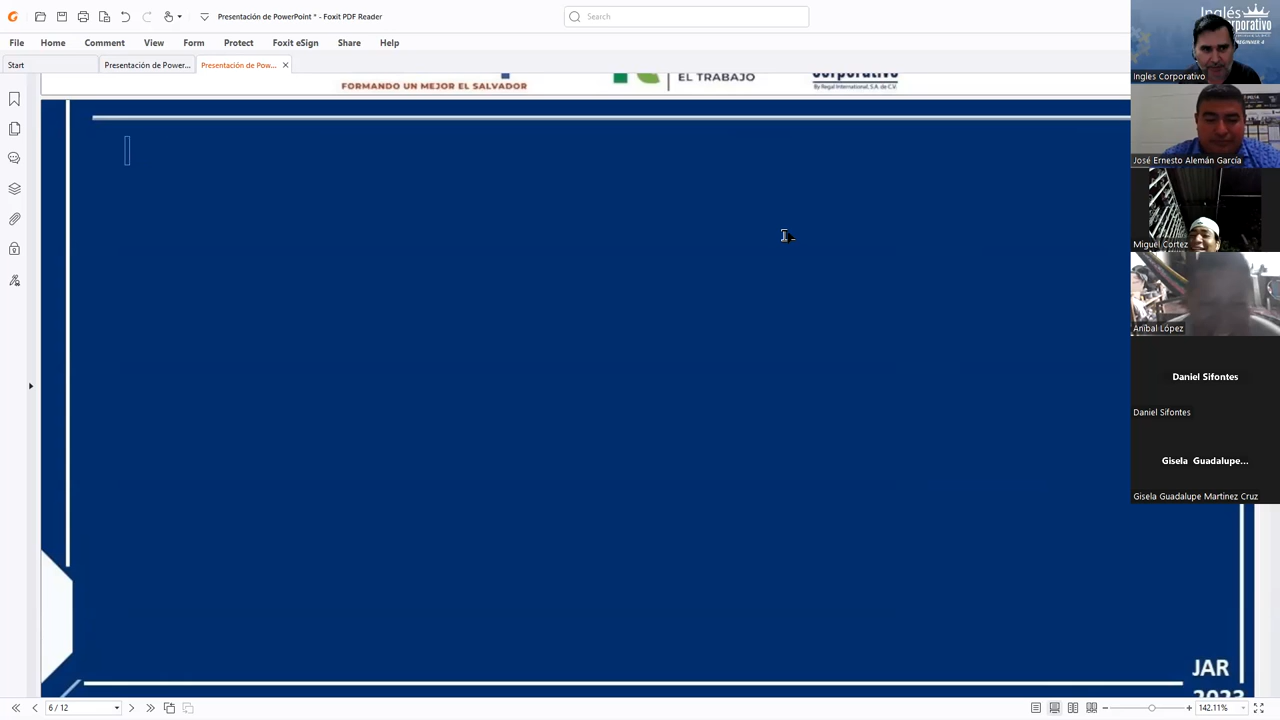 Presentación de PowerPoint * - Foxit PDF Reader
Search
File Home Comment View Form Protect Foxit eSign Share Help
Start
Presentación de Power...
Presentación de Pow...
FORMANDO UN MEJOR EL SALVADOR
EL TRABAJO
By Regal International, S.A. de C.V.
Inglés
BEGINNER 4
Ingles Corporativo
José Ernesto Alemán García
Miguel Cortez
Aníbal López
Daniel Sifontes
Daniel Sifontes
Gisela Guadalupe...
Gisela Guadalupe Martinez Cruz
JAR
2023
6 / 12
142.11%